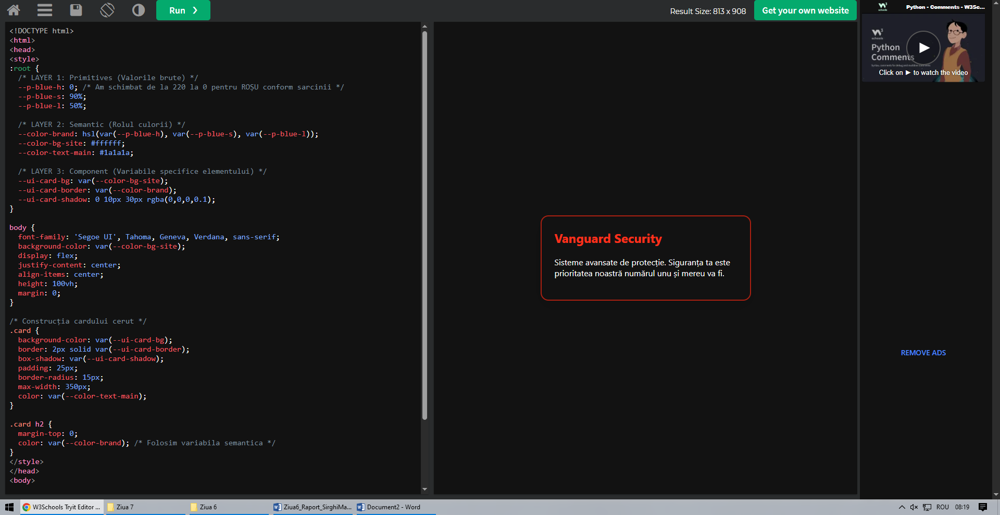 Run ❯
Result Size: 813 x 908
Get your own website
<!DOCTYPE html>
<html>
<head>
<style>
:root {
  /* LAYER 1: Primitives (Valorile brute) */
  --p-blue-h: 0; /* Am schimbat de la 220 la 0 pentru ROȘU conform sarcinii */
  --p-blue-s: 90%;
  --p-blue-l: 50%;

  /* LAYER 2: Semantic (Rolul culorii) */
  --color-brand: hsl(var(--p-blue-h), var(--p-blue-s), var(--p-blue-l));
  --color-bg-site: #ffffff;
  --color-text-main: #1a1a1a;

  /* LAYER 3: Component (Variabile specifice elementului) */
  --ui-card-bg: var(--color-bg-site);
  --ui-card-border: var(--color-brand);
  --ui-card-shadow: 0 10px 30px rgba(0,0,0,0.1);
}

body {
  font-family: 'Segoe UI', Tahoma, Geneva, Verdana, sans-serif;
  background-color: var(--color-bg-site);
  display: flex;
  justify-content: center;
  align-items: center;
  height: 100vh;
  margin: 0;
}

/* Construcția cardului cerut */
.card {
  background-color: var(--ui-card-bg);
  border: 2px solid var(--ui-card-border);
  box-shadow: var(--ui-card-shadow);
  padding: 25px;
  border-radius: 15px;
  max-width: 350px;
  color: var(--color-text-main);
}

.card h2 {
  margin-top: 0;
  color: var(--color-brand); /* Folosim variabila semantica */
}
</style>
</head>
<body>
Vanguard Security
Sisteme avansate de protecție. Siguranța ta este
prioritatea noastră numărul unu și mereu va fi.
Python - Comments - W3Sc...
schools
Python
Comments
Click on ▶ to watch the video
REMOVE ADS
W3Schools Tryit Editor ...
Ziua 7
Ziua 6
Ziua6_Raport_SirghiMa...
Document2 - Word
ROU
08:19